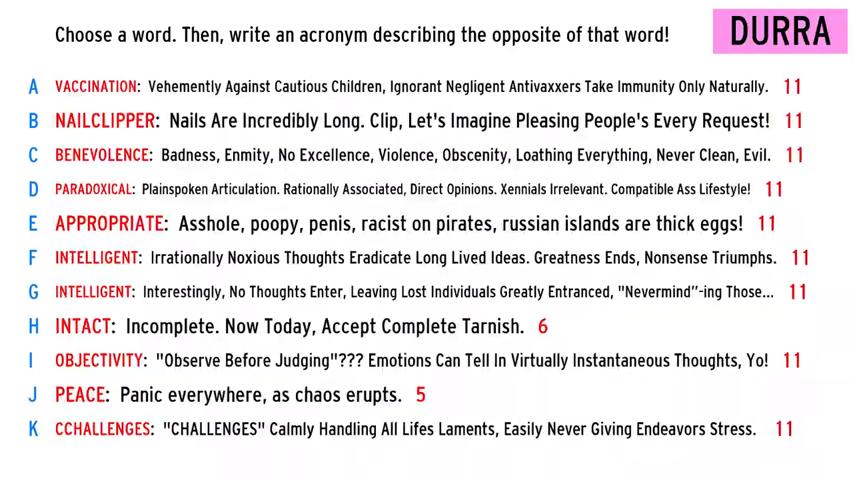 Choose a word. Then, write an acronym describing the opposite of that word!
DURRA
A VACCINATION: Vehemently Against Cautious Children, Ignorant Negligent Antivaxxers Take Immunity Only Naturally. 11
B NAILCLIPPER: Nails Are Incredibly Long. Clip, Let's Imagine Pleasing People's Every Request! 11
C BENEVOLENCE: Badness, Enmity, No Excellence, Violence, Obscenity, Loathing Everything, Never Clean, Evil. 11
D PARADOXICAL: Plainspoken Articulation. Rationally Associated, Direct Opinions. Xennials Irrelevant. Compatible Ass Lifestyle! 11
E APPROPRIATE: Asshole, poopy, penis, racist on pirates, russian islands are thick eggs! 11
F INTELLIGENT: Irrationally Noxious Thoughts Eradicate Long Lived Ideas. Greatness Ends, Nonsense Triumphs. 11
G INTELLIGENT: Interestingly, No Thoughts Enter, Leaving Lost Individuals Greatly Entranced, "Nevermind"-ing Those... 11
H INTACT: Incomplete. Now Today, Accept Complete Tarnish. 6
I OBJECTIVITY: "Observe Before Judging"??? Emotions Can Tell In Virtually Instantaneous Thoughts, Yo! 11
J PEACE: Panic everywhere, as chaos erupts. 5
K CCHALLENGES: "CHALLENGES" Calmly Handling All Lifes Laments, Easily Never Giving Endeavors Stress. 11